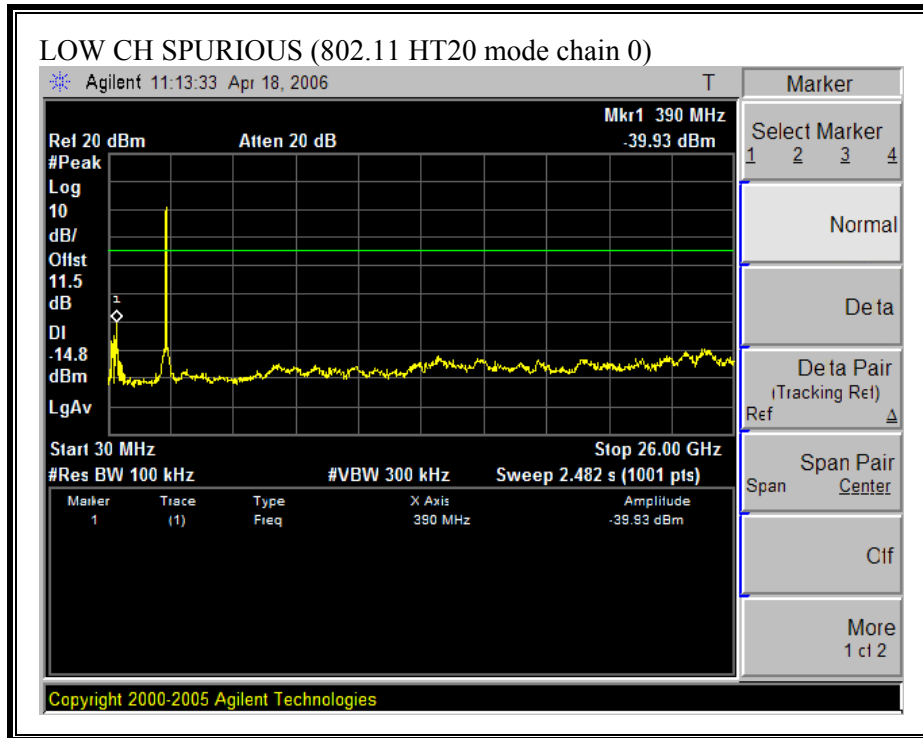 LOW CH SPURIOUS (802.11 HT20 mode chain 0)
Agilent 11:13:33 Apr 18, 2006 T
Mkr1 390 MHz
Ref 20 dBm Atten 20 dB -39.93 dBm
#Peak
Log
10
dB/
Offst
11.5
dB
DI
-14.8
dBm
LgAv
1
Start 30 MHz Stop 26.00 GHz
#Res BW 100 kHz #VBW 300 kHz Sweep 2.482 s (1001 pts)
Marker Trace Type X Axis Amplitude
1 (1) Freq 390 MHz -39.93 dBm
Copyright 2000-2005 Agilent Technologies
Marker
Select Marker
1 2 3 4
Normal
Delta
Delta Pair
(Tracking Ref)
Ref Δ
Span Pair
Span Center
Off
More
1 of 2